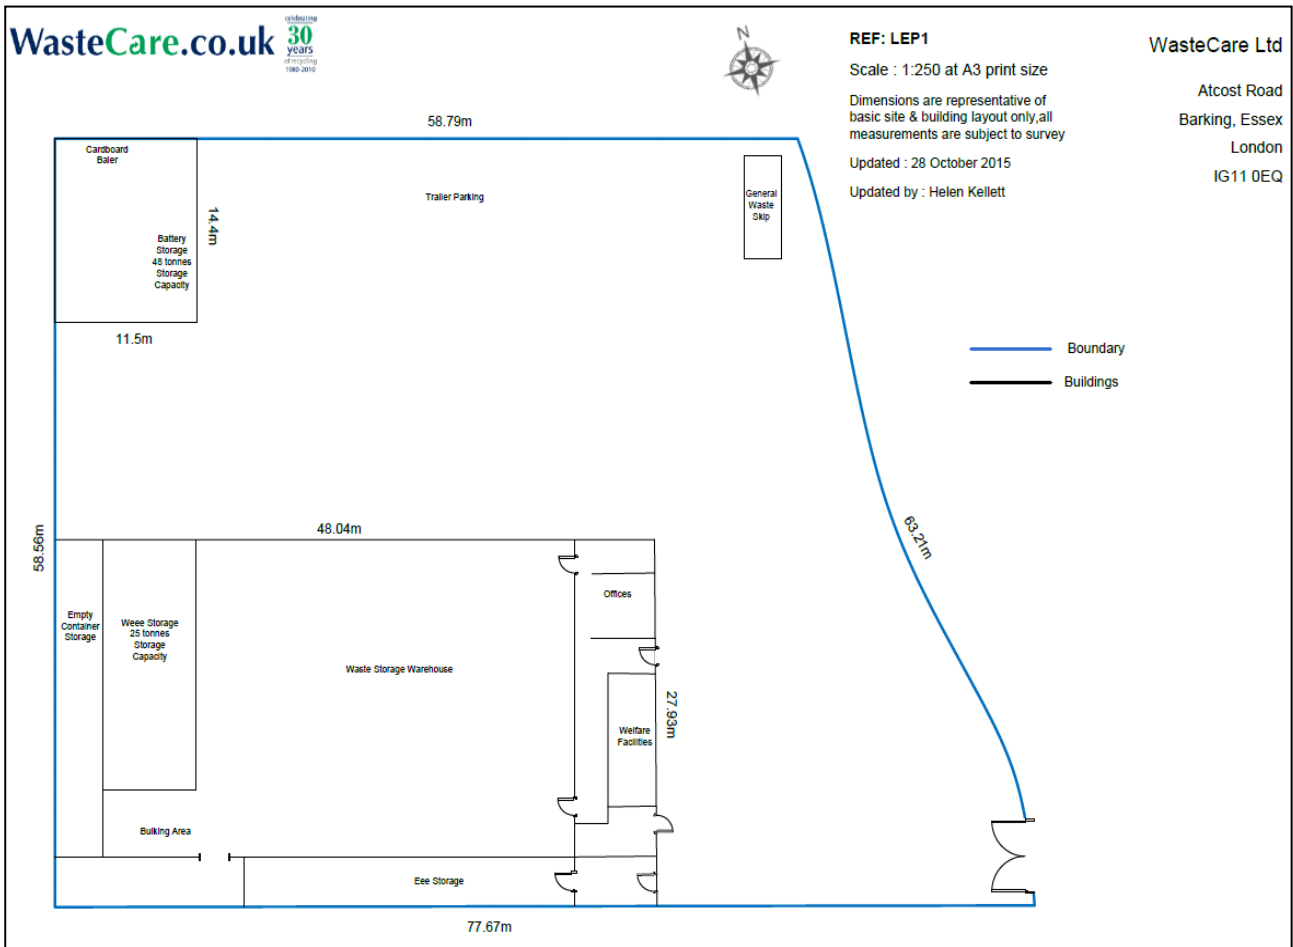 WasteCare.co.uk
celebrating
30
years
of recycling
1980-2010
N
REF: LEP1
Scale : 1:250 at A3 print size
Dimensions are representative of
basic site & building layout only,all
measurements are subject to survey
Updated : 28 October 2015
Updated by : Helen Kellett
WasteCare Ltd
Atcost Road
Barking, Essex
London
IG11 0EQ
58.79m
Cardboard
Baler
14.4m
Battery
Storage
48 tonnes
Storage
Capacity
11.5m
Trailer Parking
General
Waste
Skip
Boundary
Buildings
58.56m
48.04m
63.21m
Empty
Container
Storage
Weee Storage
25 tonnes
Storage
Capacity
Waste Storage Warehouse
Offices
27.93m
Welfare
Facilities
Bulking Area
Eee Storage
77.67m